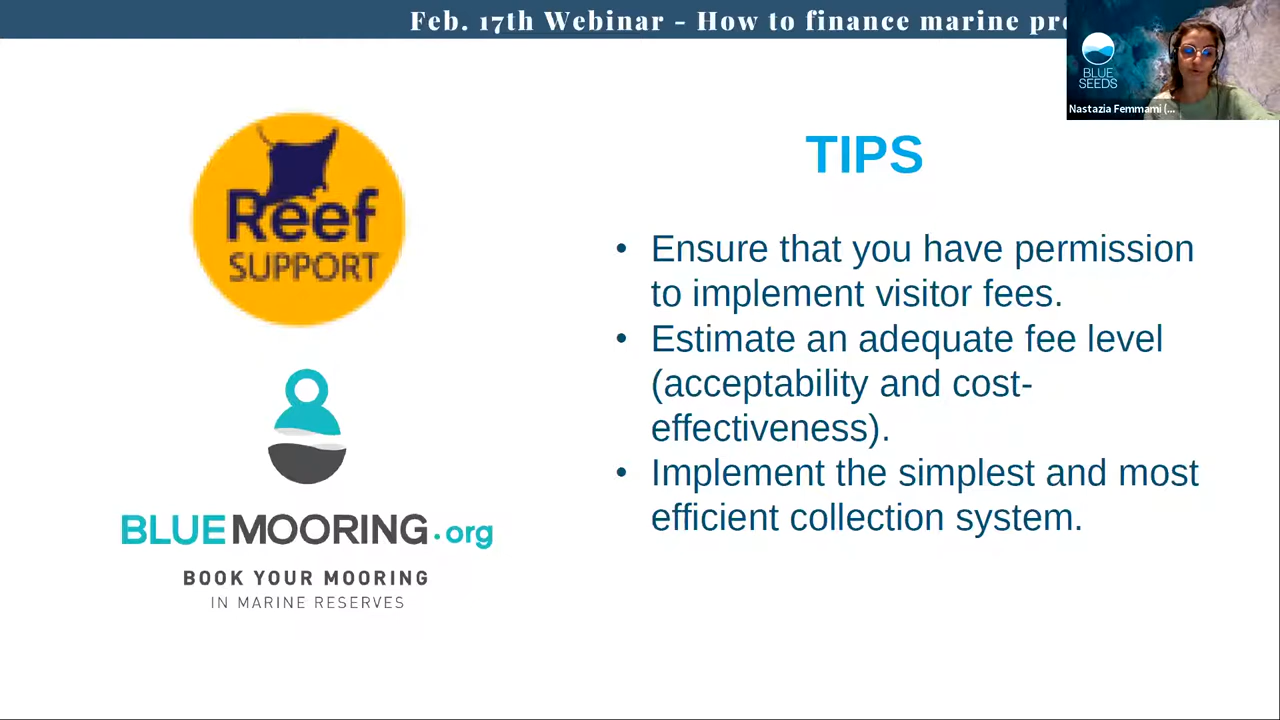 Feb. 17th Webinar - How to finance marine pro
BLUE
SEEDS
Nastazia Femmami (...
Reef
SUPPORT
BLUEMOORING.org
BOOK YOUR MOORING
IN MARINE RESERVES
TIPS
• Ensure that you have permission
to implement visitor fees.
• Estimate an adequate fee level
(acceptability and cost-
effectiveness).
• Implement the simplest and most
efficient collection system.